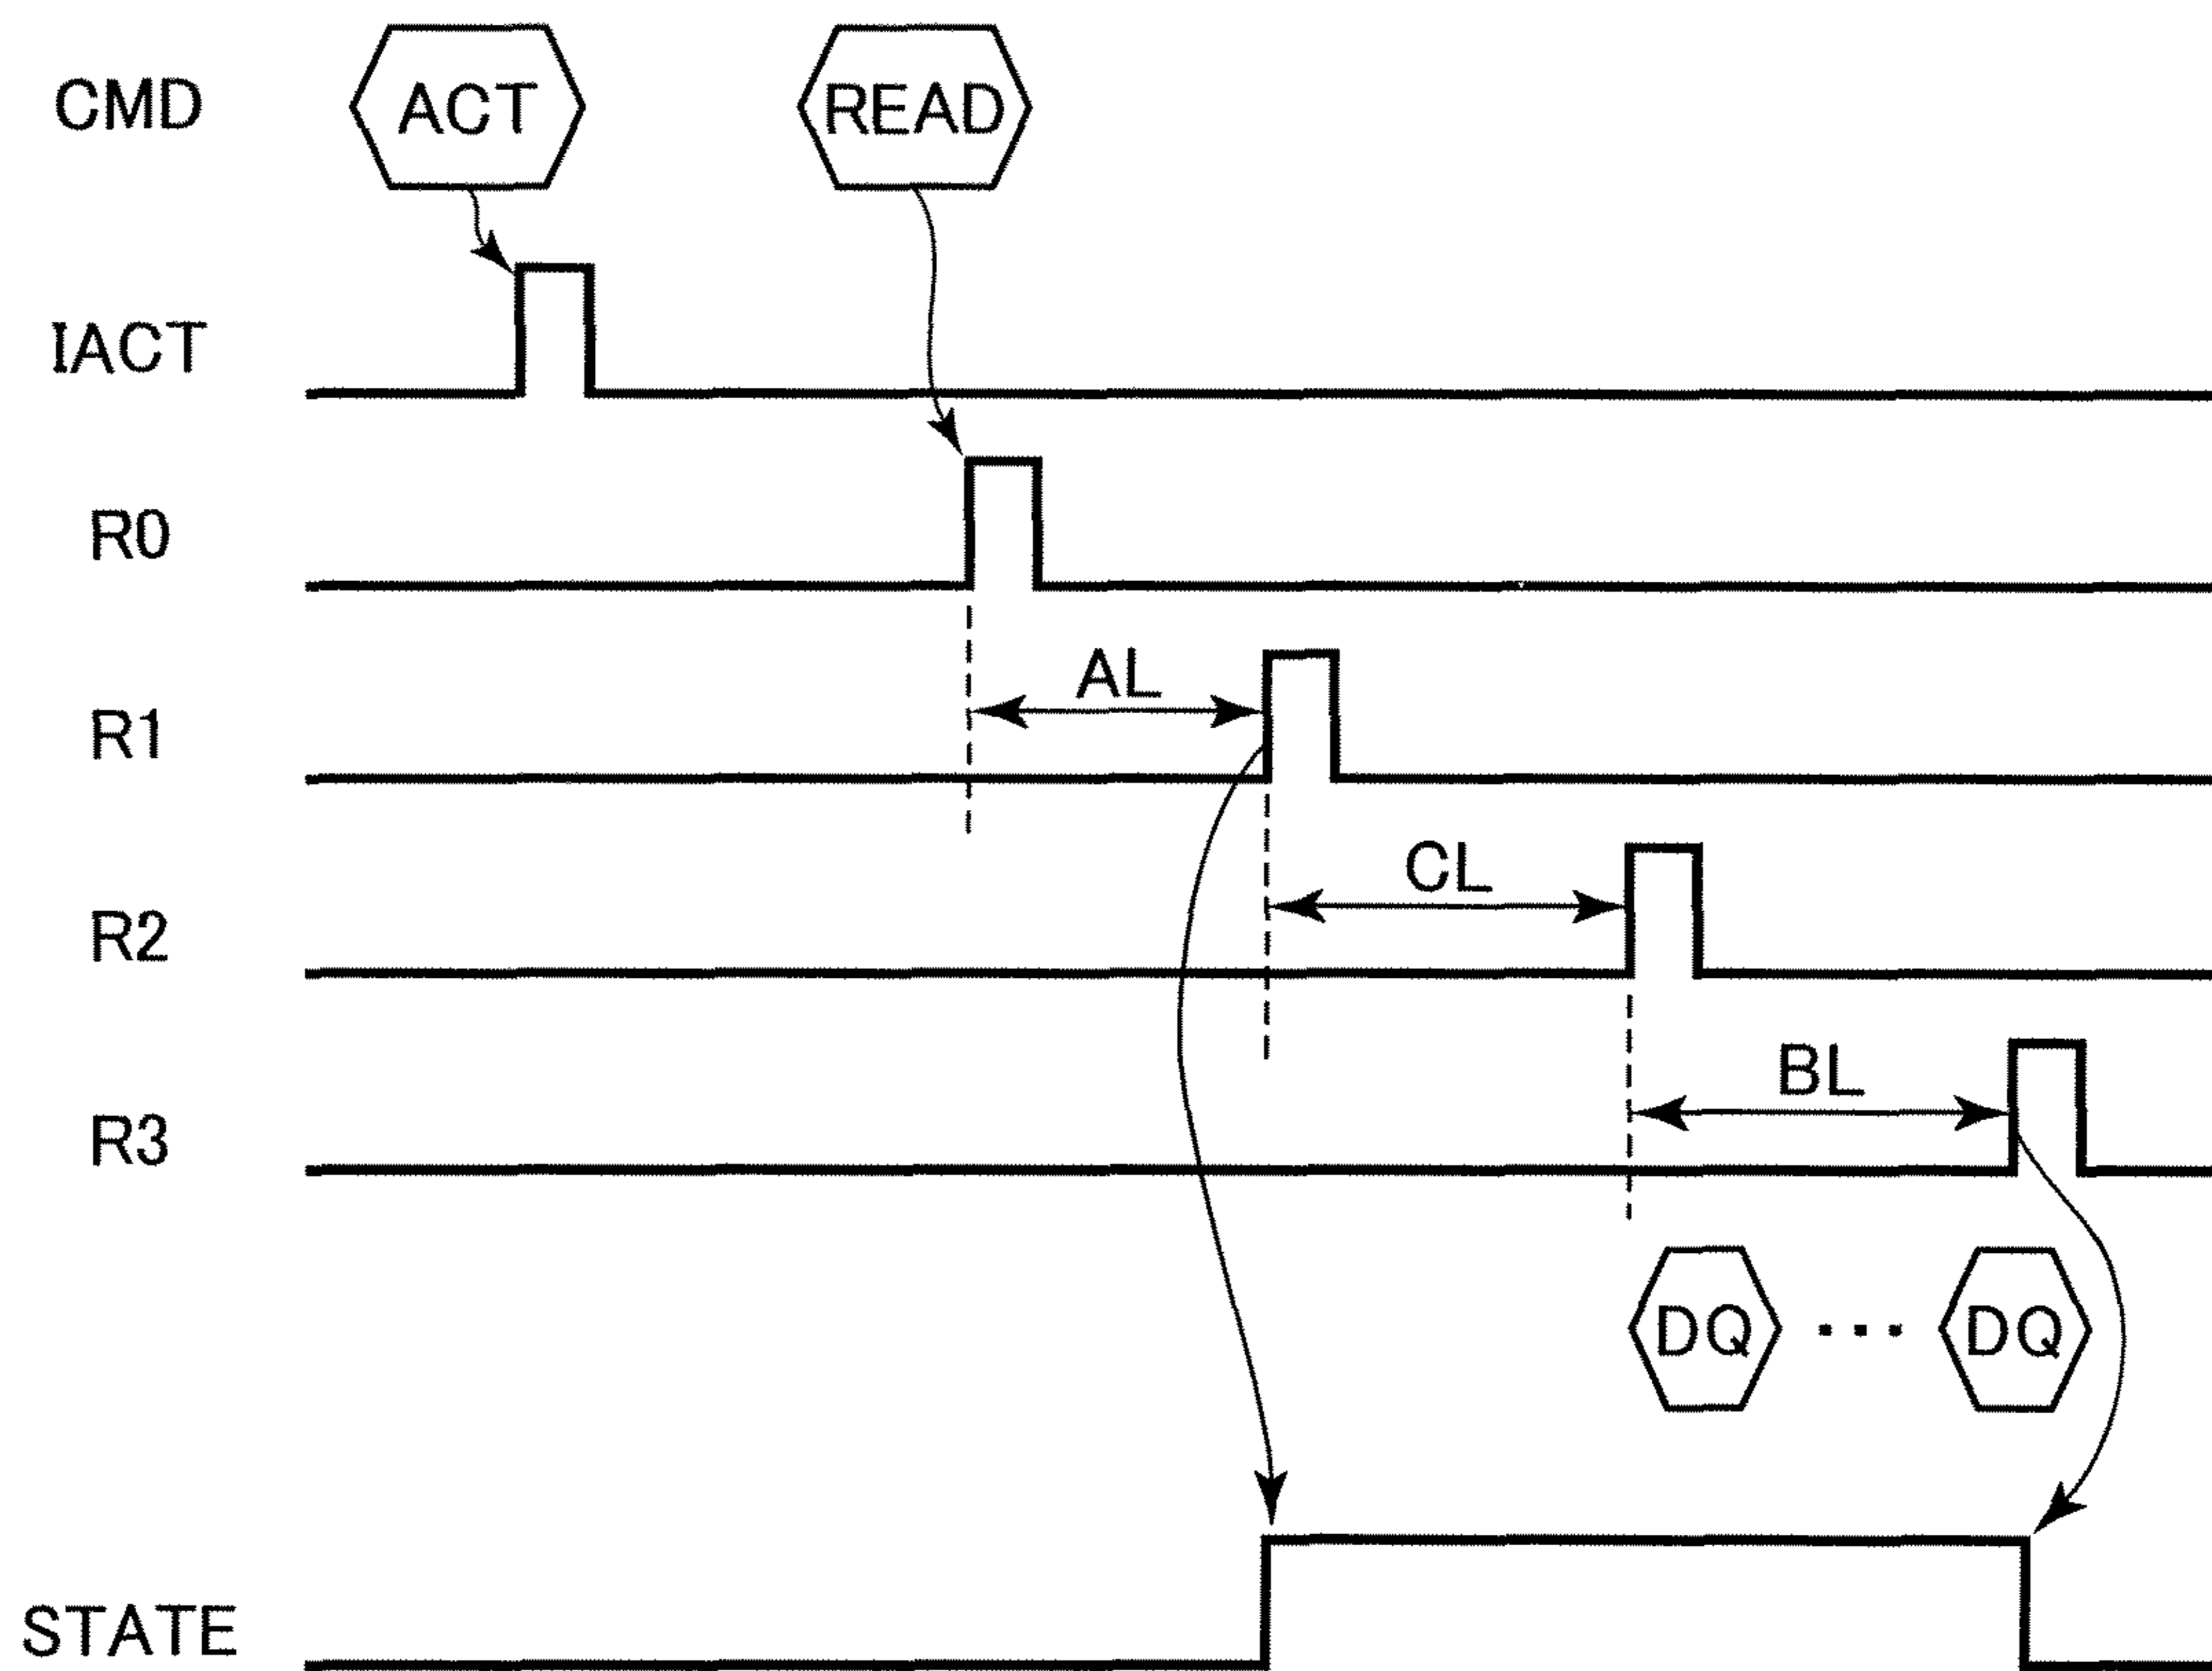 CMD ACT READ
IACT
R0
R1 AL
R2 CL
R3 BL
DQ ··· DQ
STATE